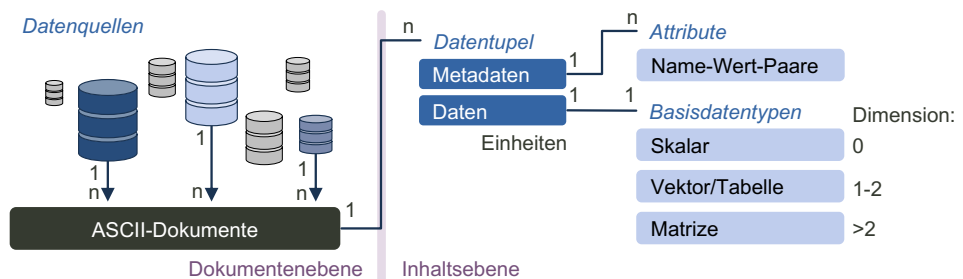 Datenquellen
1
n
1
n
1
n
ASCII-Dokumente
1
Dokumentenebene
n
Datentupel
Metadaten
1
Daten
1
Einheiten
n
Attribute
Name-Wert-Paare
1
Basisdatentypen
Dimension:
Skalar
0
Vektor/Tabelle
1-2
Matrize
>2
Inhaltsebene